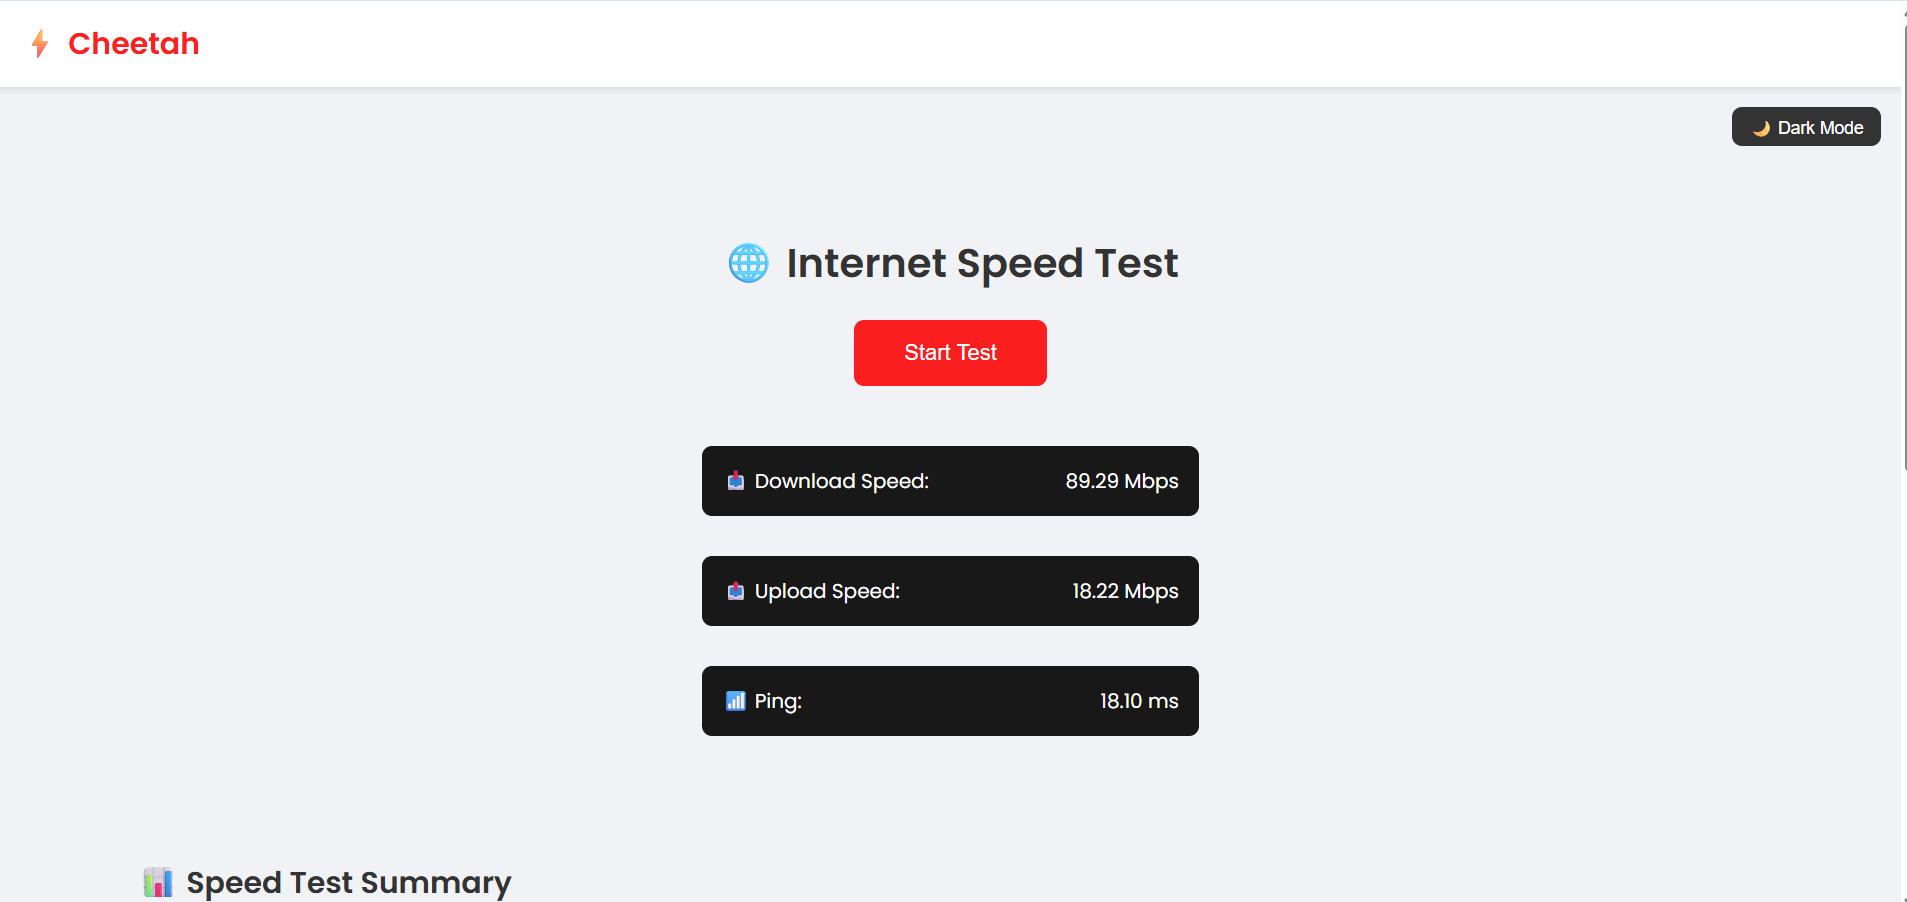 Cheetah
Dark Mode
Internet Speed Test
Start Test
Download Speed: 89.29 Mbps
Upload Speed: 18.22 Mbps
Ping: 18.10 ms
Speed Test Summary